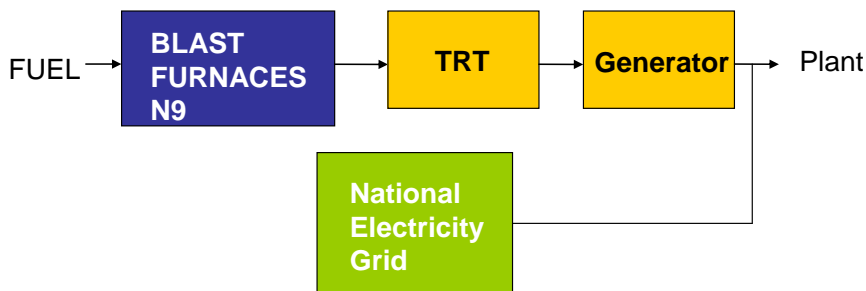 FUEL
BLAST
FURNACES
N9
TRT
Generator
Plant
National
Electricity
Grid